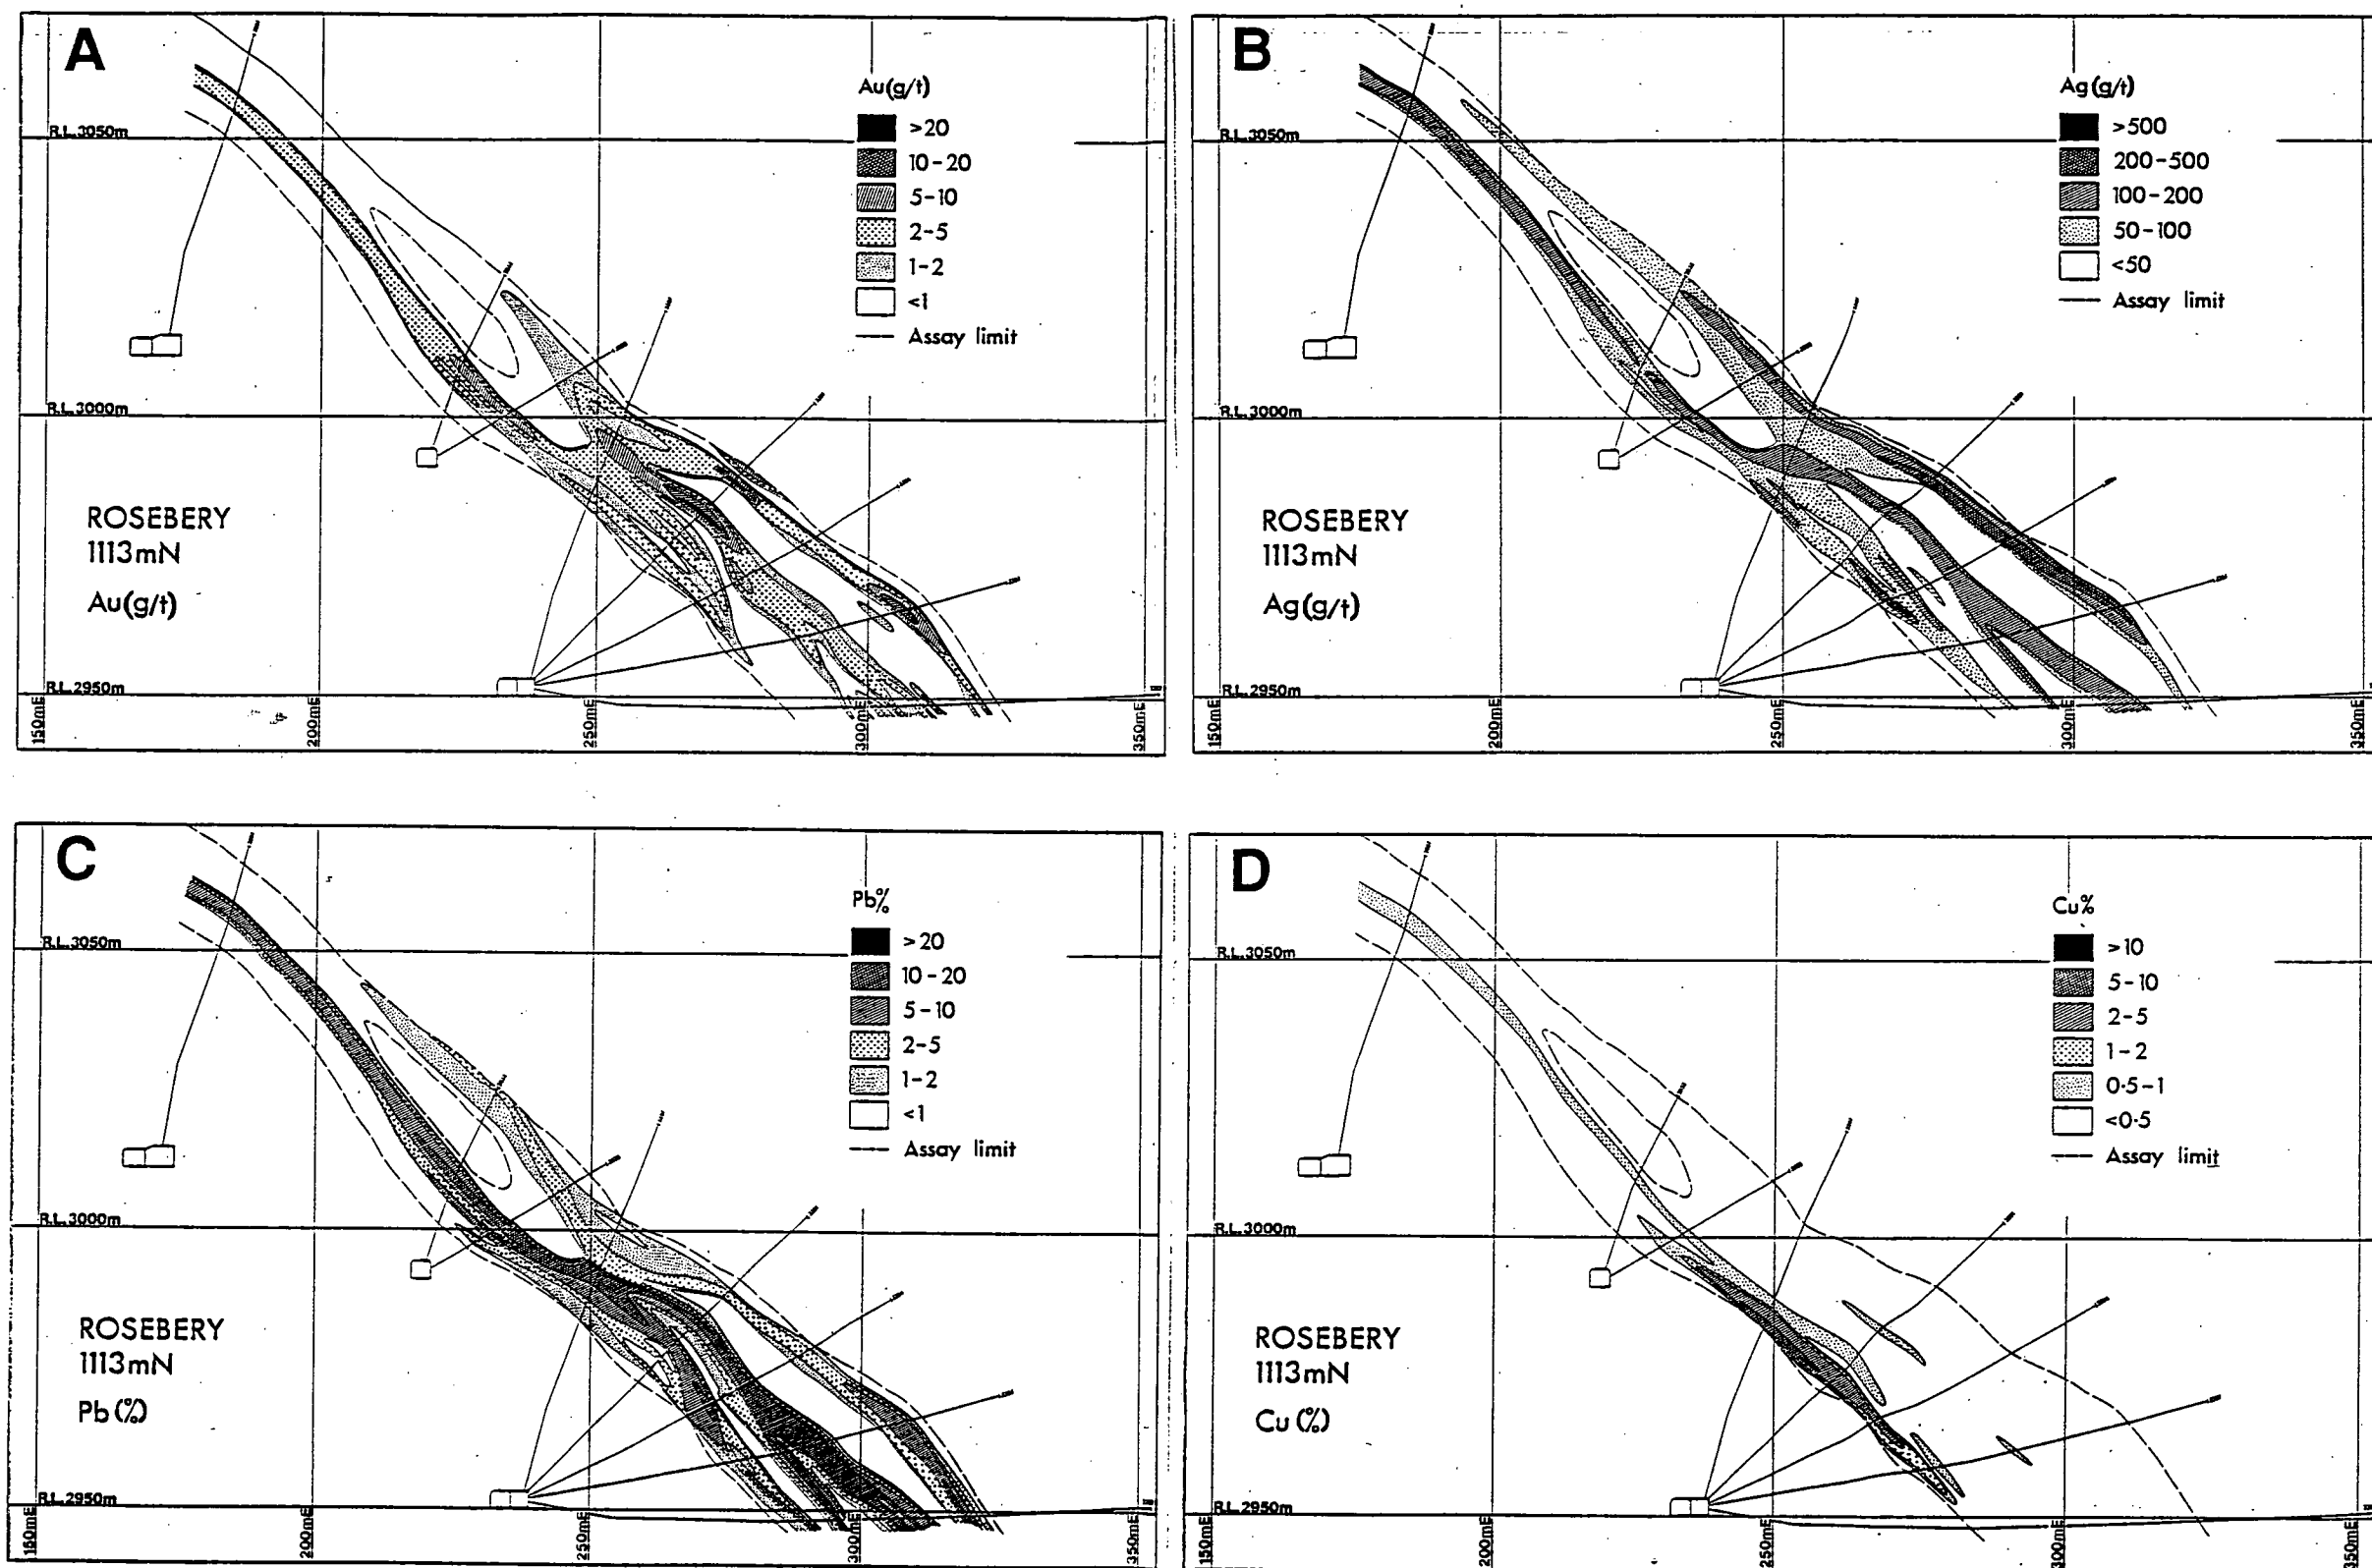 A
Au(g/t)
>20
10-20
5-10
2-5
1-2
<1
Assay limit
R.L.3050m
R.L.3000m
ROSEBERY
1113mN
Au(g/t)
R.L.2950m
150mE
200mE
250mE
300mE
350mE
B
Ag(g/t)
>500
200-500
100-200
50-100
<50
Assay limit
R.L.3050m
R.L.3000m
ROSEBERY
1113mN
Ag(g/t)
R.L.2950m
150mE
200mE
250mE
300mE
350mE
C
Pb%
>20
10-20
5-10
2-5
1-2
<1
Assay limit
R.L.3050m
R.L.3000m
ROSEBERY
1113mN
Pb(%)
R.L.2950m
150mE
200mE
250mE
300mE
350mE
D
Cu%
>10
5-10
2-5
1-2
0·5-1
<0·5
Assay limit
R.L.3050m
R.L.3000m
ROSEBERY
1113mN
Cu(%)
R.L.2950m
150mE
200mE
250mE
300mE
350mE